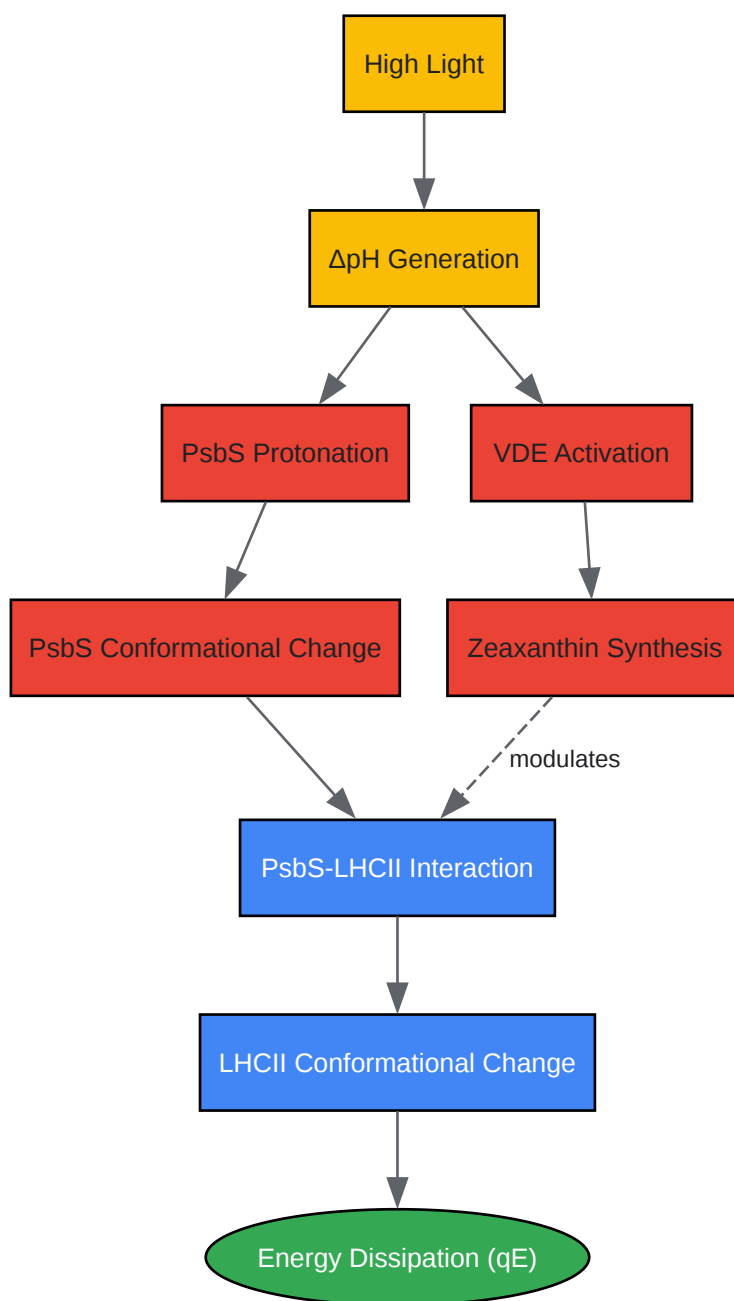 High Light
ΔpH Generation
PsbS Protonation
VDE Activation
PsbS Conformational Change
Zeaxanthin Synthesis
modulates
PsbS-LHCII Interaction
LHCII Conformational Change
Energy Dissipation (qE)